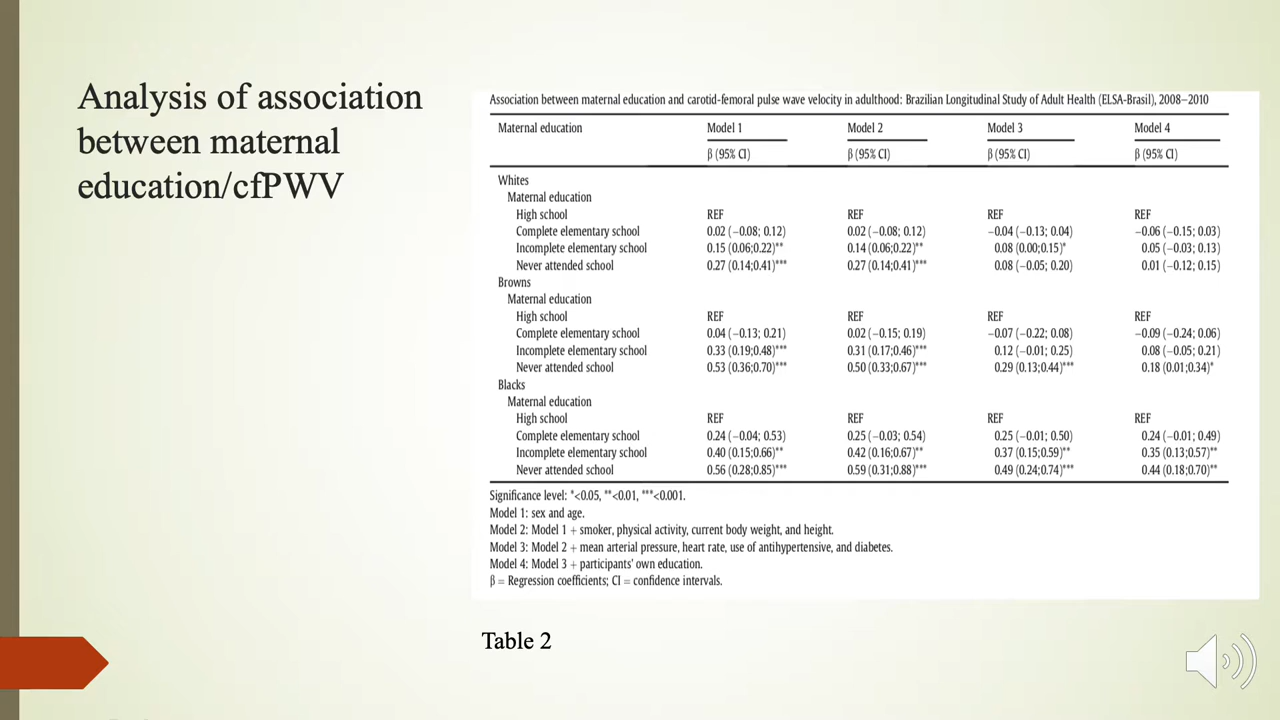 Analysis of association
between maternal
education/cfPWV
Association between maternal education and carotid-femoral pulse wave velocity in adulthood: Brazilian Longitudinal Study of Adult Health (ELSA-Brasil), 2008–2010
Maternal education Model 1 Model 2 Model 3 Model 4
β (95% CI) β (95% CI) β (95% CI) β (95% CI)
Whites
Maternal education
High school REF REF REF REF
Complete elementary school 0.02 (−0.08; 0.12) 0.02 (−0.08; 0.12) −0.04 (−0.13; 0.04) −0.06 (−0.15; 0.03)
Incomplete elementary school 0.15 (0.06;0.22)** 0.14 (0.06;0.22)** 0.08 (0.00;0.15)* 0.05 (−0.03; 0.13)
Never attended school 0.27 (0.14;0.41)*** 0.27 (0.14;0.41)*** 0.08 (−0.05; 0.20) 0.01 (−0.12; 0.15)
Browns
Maternal education
High school REF REF REF REF
Complete elementary school 0.04 (−0.13; 0.21) 0.02 (−0.15; 0.19) −0.07 (−0.22; 0.08) −0.09 (−0.24; 0.06)
Incomplete elementary school 0.33 (0.19;0.48)*** 0.31 (0.17;0.46)*** 0.12 (−0.01; 0.25) 0.08 (−0.05; 0.21)
Never attended school 0.53 (0.36;0.70)*** 0.50 (0.33;0.67)*** 0.29 (0.13;0.44)*** 0.18 (0.01;0.34)*
Blacks
Maternal education
High school REF REF REF REF
Complete elementary school 0.24 (−0.04; 0.53) 0.25 (−0.03; 0.54) 0.25 (−0.01; 0.50) 0.24 (−0.01; 0.49)
Incomplete elementary school 0.40 (0.15;0.66)** 0.42 (0.16;0.67)** 0.37 (0.15;0.59)** 0.35 (0.13;0.57)**
Never attended school 0.56 (0.28;0.85)*** 0.59 (0.31;0.88)*** 0.49 (0.24;0.74)*** 0.44 (0.18;0.70)**
Significance level: *<0.05, **<0.01, ***<0.001.
Model 1: sex and age.
Model 2: Model 1 + smoker, physical activity, current body weight, and height.
Model 3: Model 2 + mean arterial pressure, heart rate, use of antihypertensive, and diabetes.
Model 4: Model 3 + participants' own education.
β = Regression coefficients; CI = confidence intervals.
Table 2